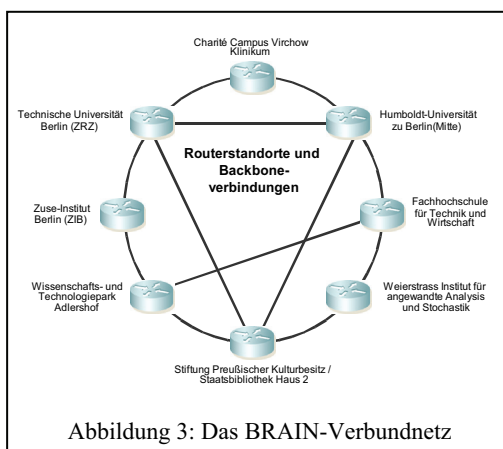 Charité Campus Virchow
Klinikum
Technische Universität
Berlin (ZRZ)
Humboldt-Universität
zu Berlin(Mitte)
Routerstandorte und
Backbone-
verbindungen
Zuse-Institut
Berlin (ZIB)
Fachhochschule
für Technik und
Wirtschaft
Wissenschafts- und
Technologiepark
Adlershof
Weierstrass Institut für
angewandte Analysis
und Stochastik
Stiftung Preußischer Kulturbesitz /
Staatsbibliothek Haus 2
Abbildung 3: Das BRAIN-Verbundnetz